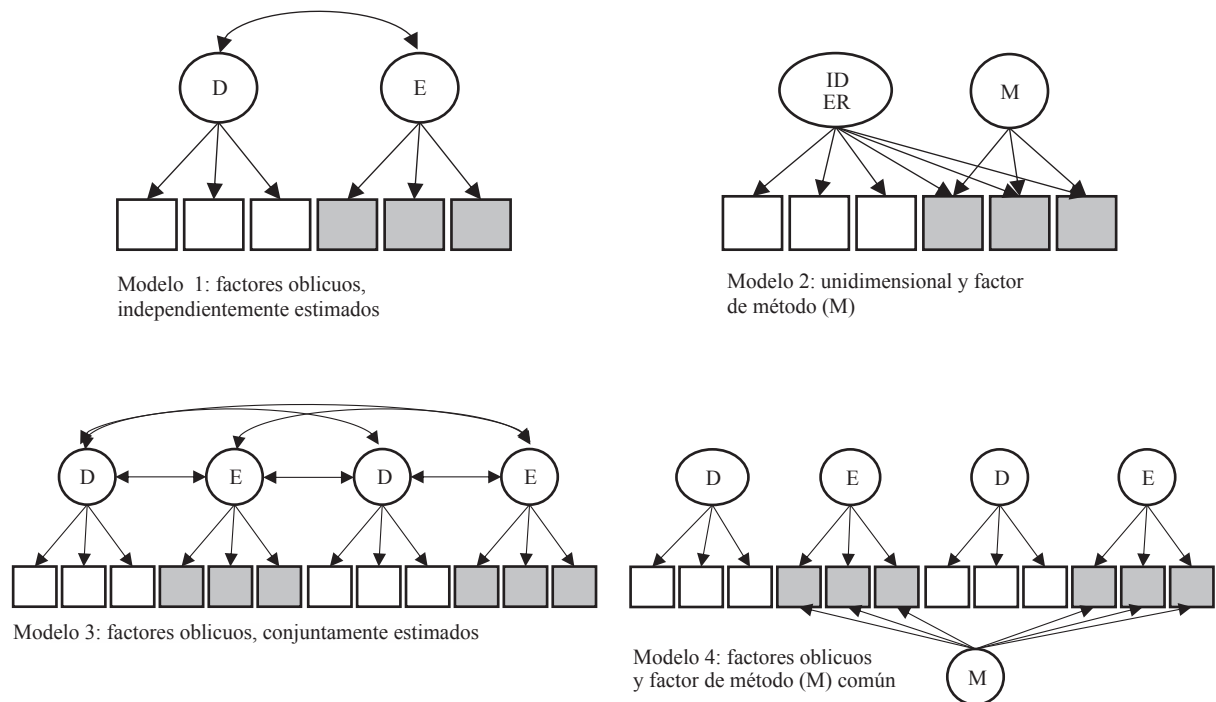 D
E
Modelo 1: factores oblicuos,
independientemente estimados
ID
ER
M
Modelo 2: unidimensional y factor
de método (M)
D
E
D
E
Modelo 3: factores oblicuos, conjuntamente estimados
D
E
D
E
Modelo 4: factores oblicuos
y factor de método (M) común
M